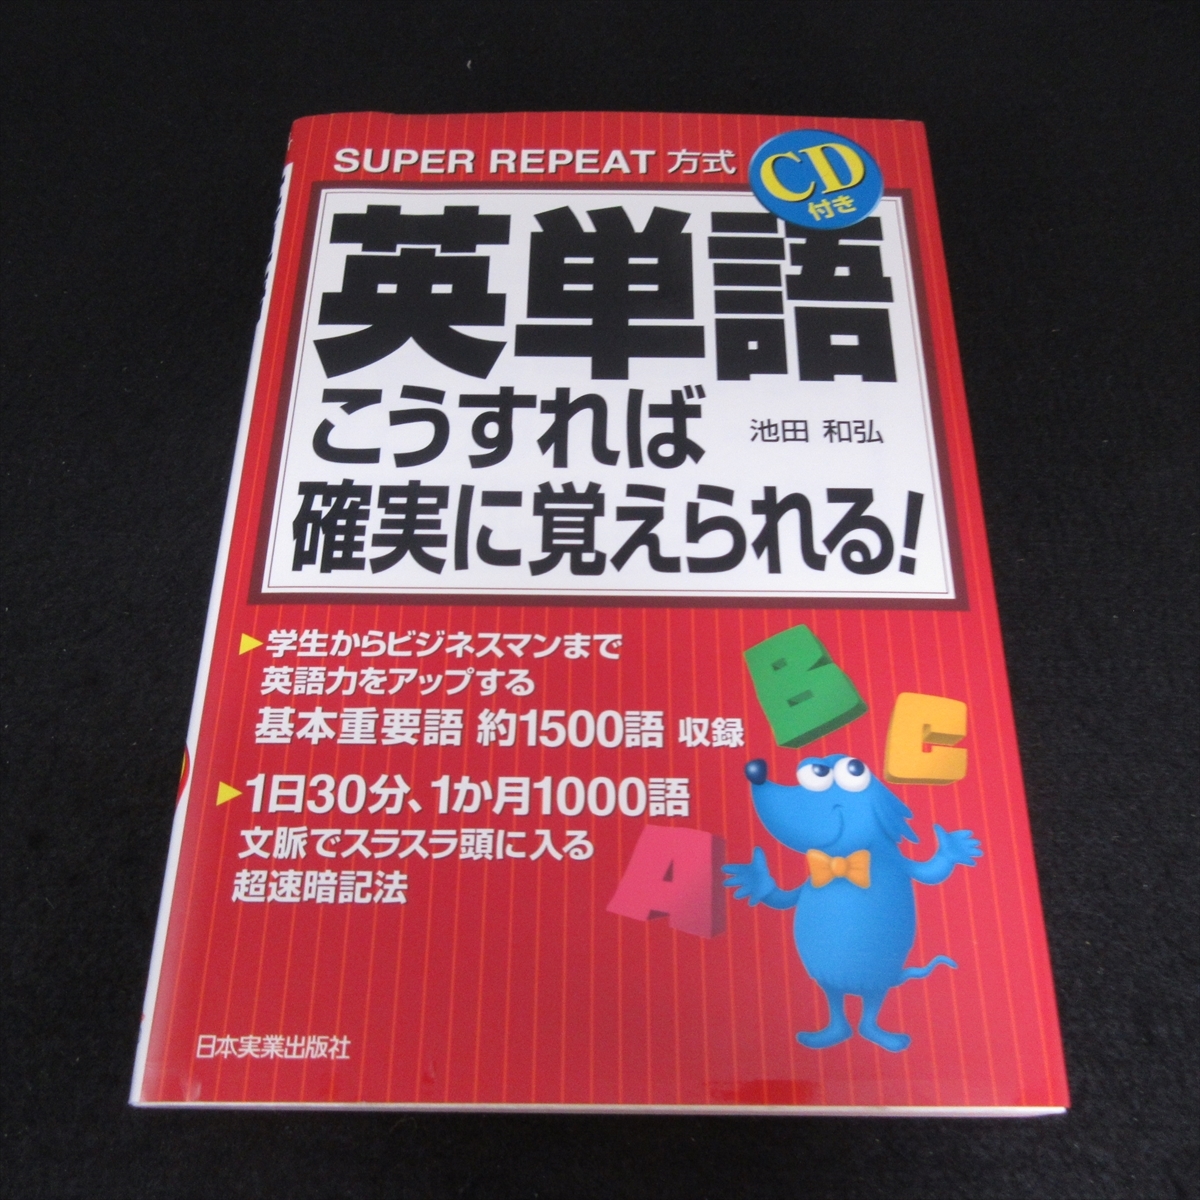 SUPER REPEAT 方式
CD
付き
英単語
こうすれば
池田 和弘
確実に覚えられる!
▶学生からビジネスマンまで
英語力をアップする
基本重要語 約1500語 収録
▶1日30分、1か月1000語
文脈でスラスラ頭に入る
超速暗記法
B
C
A
日本実業出版社